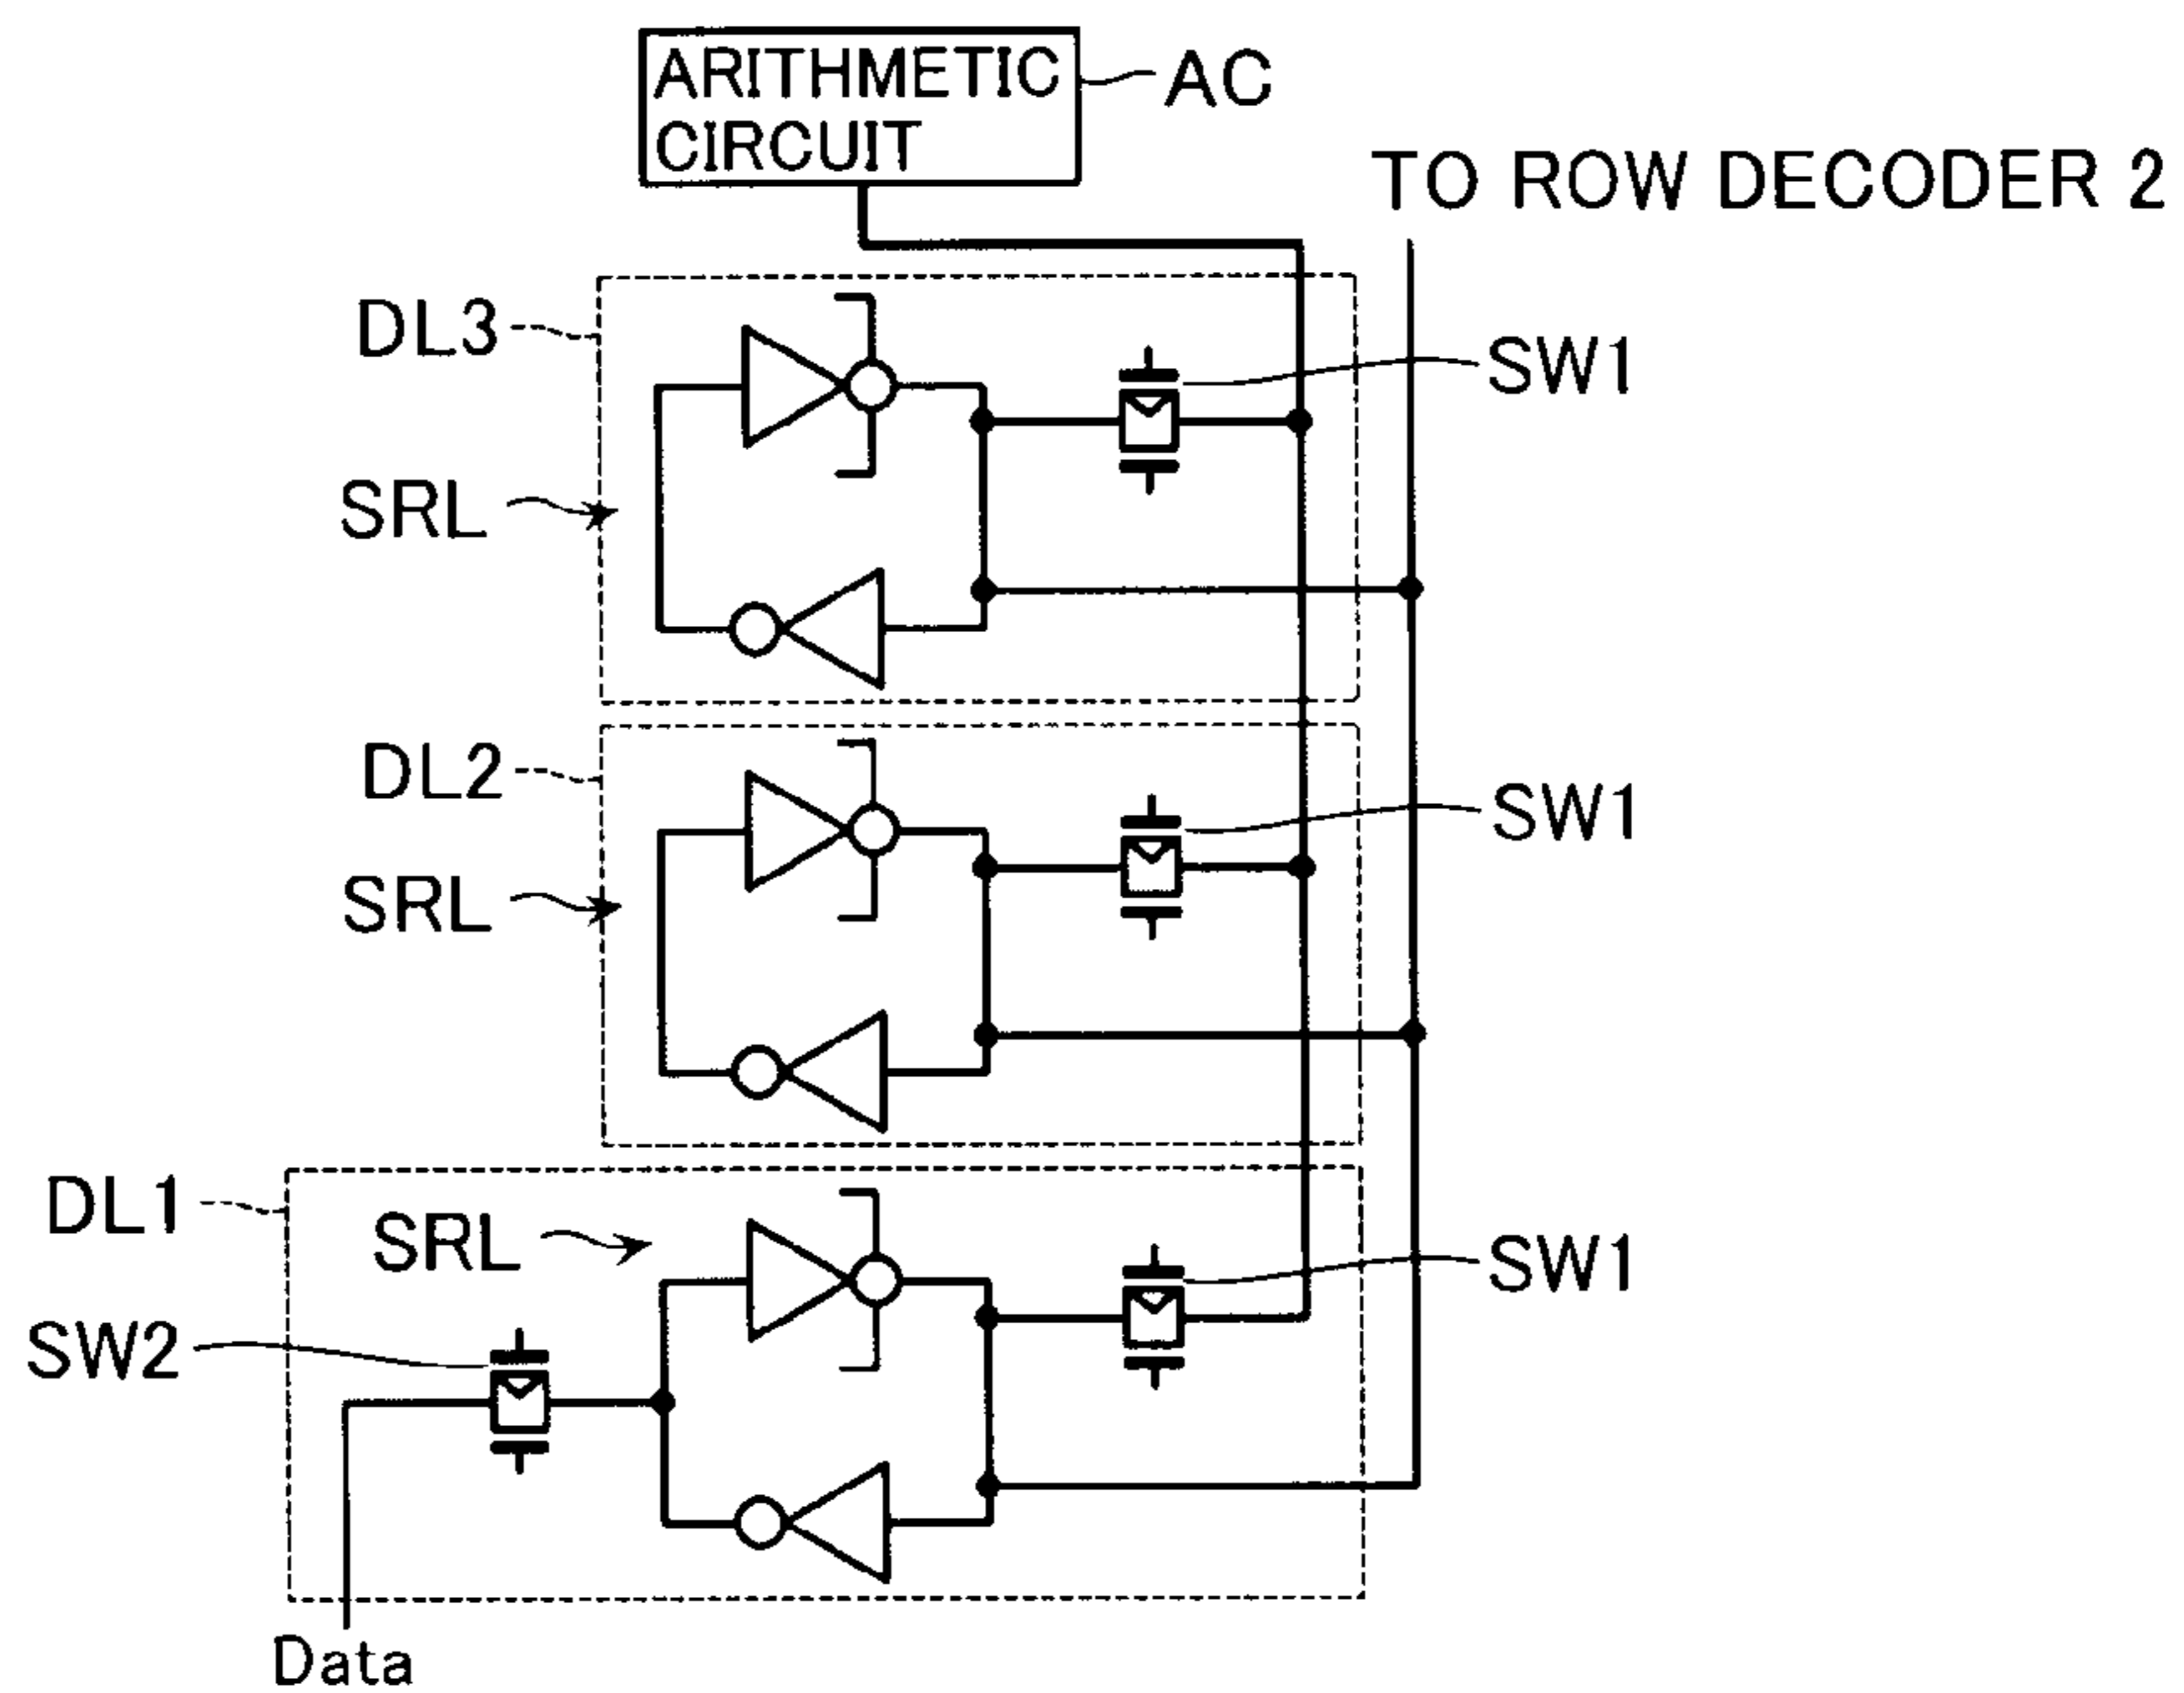 ARITHMETIC
CIRCUIT
AC
TO ROW DECODER 2
DL3
SW1
SRL
DL2
SW1
SRL
DL1
SRL
SW1
SW2
Data